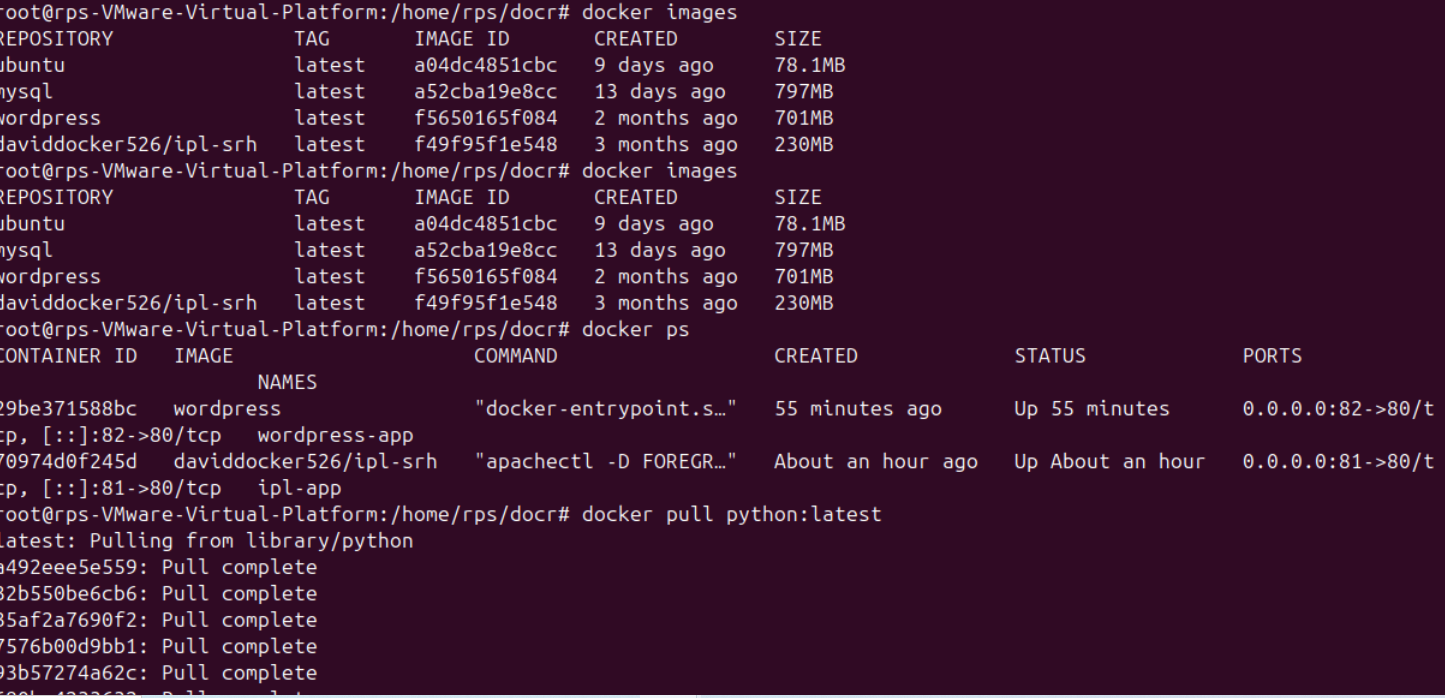 root@rps-VMware-Virtual-Platform:/home/rps/docr# docker images
REPOSITORY TAG IMAGE ID CREATED SIZE
ubuntu latest a04dc4851cbc 9 days ago 78.1MB
mysql latest a52cba19e8cc 13 days ago 797MB
wordpress latest f5650165f084 2 months ago 701MB
daviddocker526/ipl-srh latest f49f95f1e548 3 months ago 230MB
root@rps-VMware-Virtual-Platform:/home/rps/docr# docker images
REPOSITORY TAG IMAGE ID CREATED SIZE
ubuntu latest a04dc4851cbc 9 days ago 78.1MB
mysql latest a52cba19e8cc 13 days ago 797MB
wordpress latest f5650165f084 2 months ago 701MB
daviddocker526/ipl-srh latest f49f95f1e548 3 months ago 230MB
root@rps-VMware-Virtual-Platform:/home/rps/docr# docker ps
CONTAINER ID IMAGE COMMAND CREATED STATUS PORTS
NAMES
29be371588bc wordpress "docker-entrypoint.s…" 55 minutes ago Up 55 minutes 0.0.0.0:82->80/t
cp, [::]:82->80/tcp wordpress-app
70974d0f245d daviddocker526/ipl-srh "apachectl -D FOREGR…" About an hour ago Up About an hour 0.0.0.0:81->80/t
cp, [::]:81->80/tcp ipl-app
root@rps-VMware-Virtual-Platform:/home/rps/docr# docker pull python:latest
latest: Pulling from library/python
a492eee5e559: Pull complete
32b550be6cb6: Pull complete
35af2a7690f2: Pull complete
7576b00d9bb1: Pull complete
93b57274a62c: Pull complete